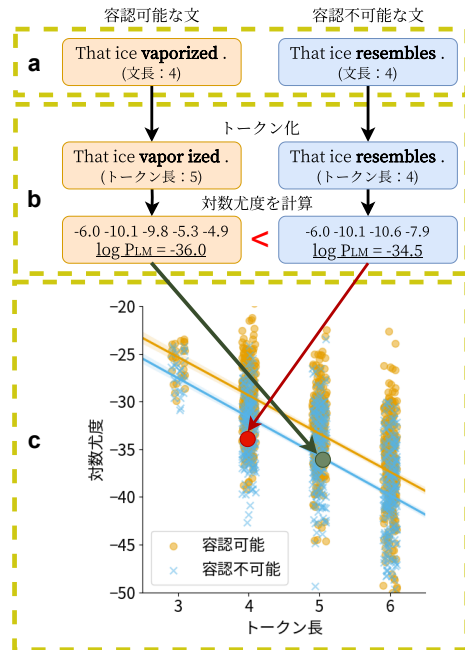 容認可能な文 容認不可能な文
a
That ice vaporized .
(文長：4)
That ice resembles .
(文長：4)
トークン化
b
That ice vapor ized .
(トークン長：5)
That ice resembles .
(トークン長：4)
対数尤度を計算
-6.0 -10.1 -9.8 -5.3 -4.9
log PLM = -36.0
<
-6.0 -10.1 -10.6 -7.9
log PLM = -34.5
c
対数尤度
−20
−25
−30
−35
−40
−45
−50
容認可能
容認不可能
3 4 5 6
トークン長